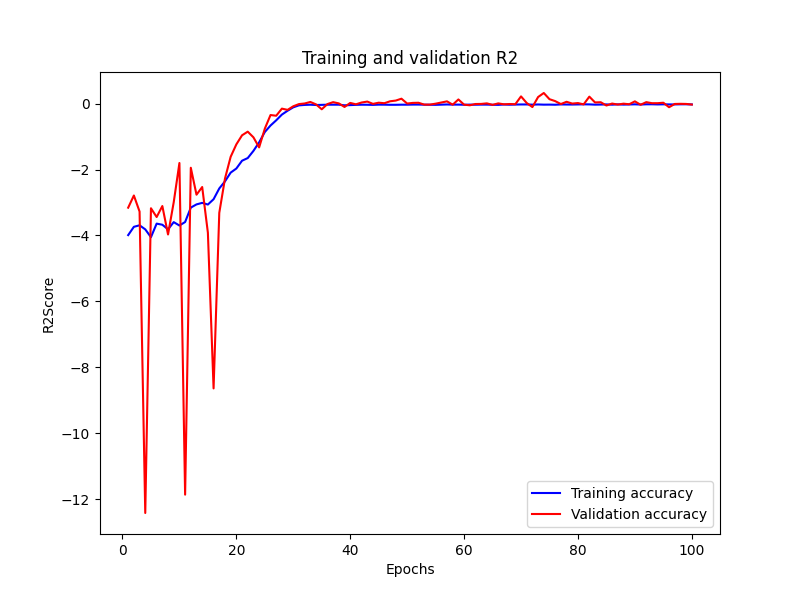 Training and validation R2
0
−2
−4
−6
−8
−10
−12
R2Score
0 20 40 60 80 100
Epochs
Training accuracy
Validation accuracy